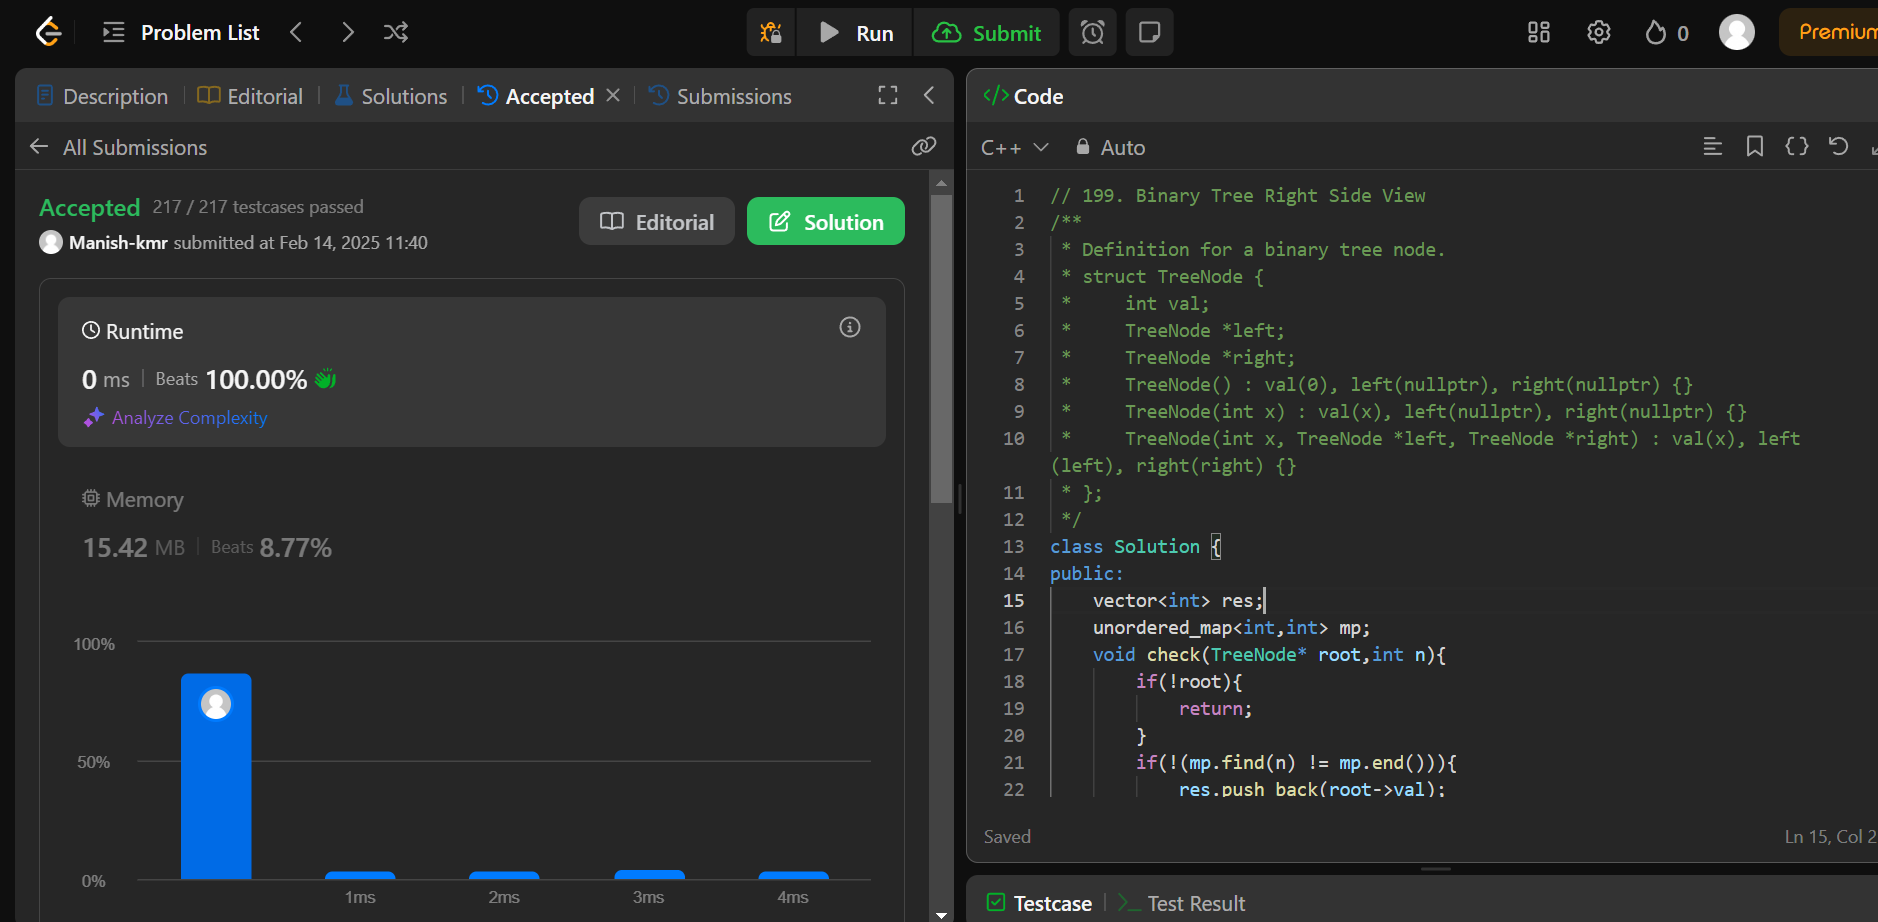 Problem List
Run
Submit
0
Premium
Description
Editorial
Solutions
Accepted
Submissions
All Submissions
Accepted 217 / 217 testcases passed
Manish-kmr submitted at Feb 14, 2025 11:40
Editorial
Solution
Runtime
0 ms Beats 100.00%
Analyze Complexity
Memory
15.42 MB Beats 8.77%
100%
50%
0%
1ms 2ms 3ms 4ms
</> Code
C++ Auto
1 // 199. Binary Tree Right Side View
2 /**
3 * Definition for a binary tree node.
4 * struct TreeNode {
5 * int val;
6 * TreeNode *left;
7 * TreeNode *right;
8 * TreeNode() : val(0), left(nullptr), right(nullptr) {}
9 * TreeNode(int x) : val(x), left(nullptr), right(nullptr) {}
10 * TreeNode(int x, TreeNode *left, TreeNode *right) : val(x), left
(left), right(right) {}
11 * };
12 */
13 class Solution {
14 public:
15 vector<int> res;
16 unordered_map<int,int> mp;
17 void check(TreeNode* root,int n){
18 if(!root){
19 return;
20 }
21 if(!(mp.find(n) != mp.end())){
22 res.push_back(root->val);
Saved
Ln 15, Col 2
Testcase
Test Result